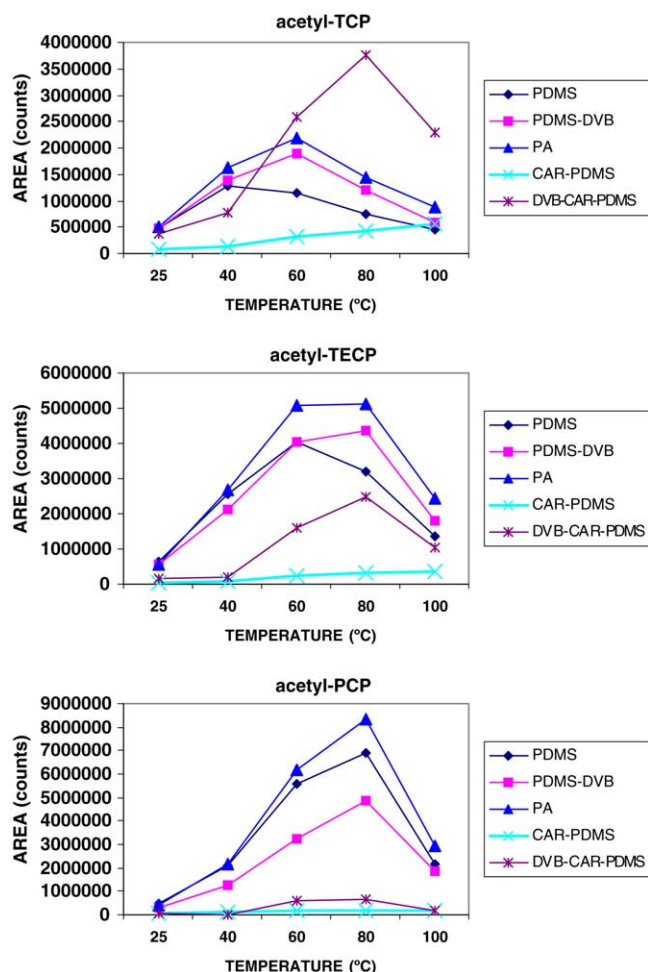 acetyl-TCP
AREA (counts)
4000000
3500000
3000000
2500000
2000000
1500000
1000000
500000
0
25 40 60 80 100
TEMPERATURE (ºC)
PDMS
PDMS-DVB
PA
CAR-PDMS
DVB-CAR-PDMS
acetyl-TECP
AREA (counts)
6000000
5000000
4000000
3000000
2000000
1000000
0
25 40 60 80 100
TEMPERATURE (ºC)
PDMS
PDMS-DVB
PA
CAR-PDMS
DVB-CAR-PDMS
acetyl-PCP
AREA (counts)
9000000
8000000
7000000
6000000
5000000
4000000
3000000
2000000
1000000
0
25 40 60 80 100
TEMPERATURE (ºC)
PDMS
PDMS-DVB
PA
CAR-PDMS
DVB-CAR-PDMS